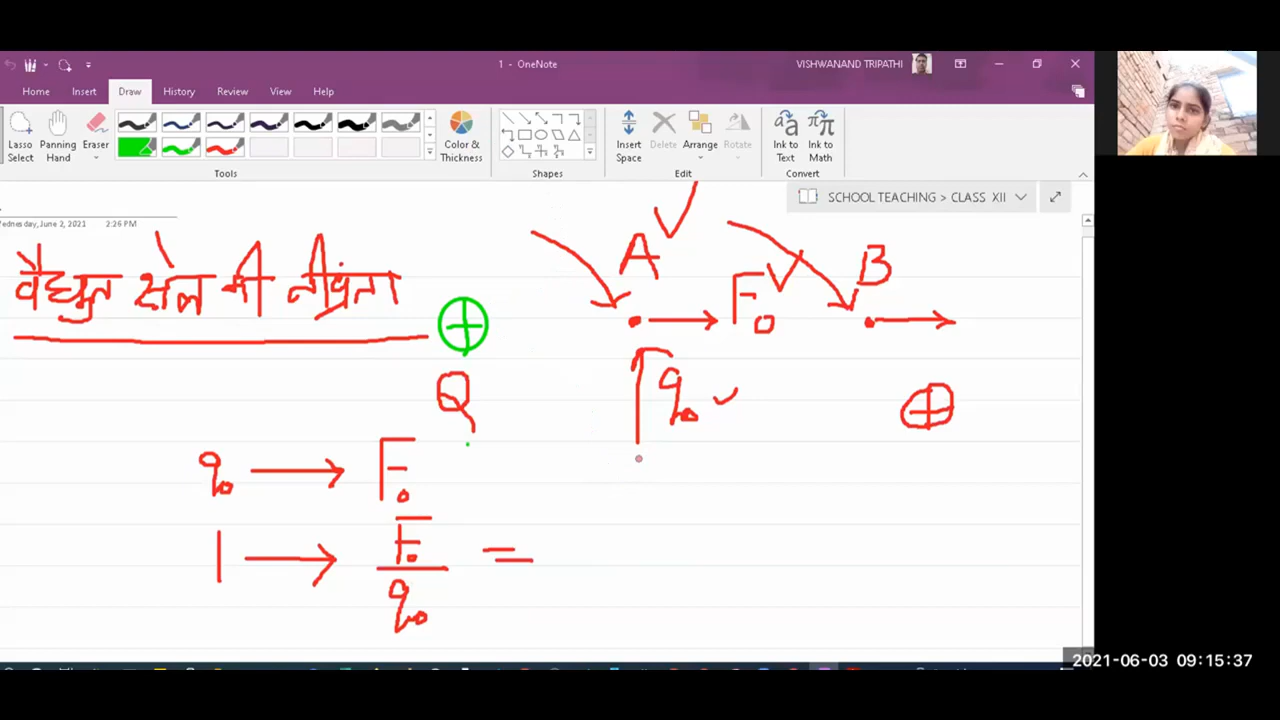 1 - OneNote
VISHWANAND TRIPATHI
Home Insert Draw History Review View Help
Lasso Select
Panning Hand
Eraser
Color & Thickness
Insert Space
Delete
Arrange
Rotate
Ink to Text
Ink to Math
Tools
Shapes
Edit
Convert
SCHOOL TEACHING > CLASS XII
Wednesday, June 2, 2021 2:26 PM
वैद्युत क्षेत्र की तीव्रता
A
B
F₀
Q
q₀
q₀ → F₀
1 → F₀/q₀ =
2021-06-03 09:15:37